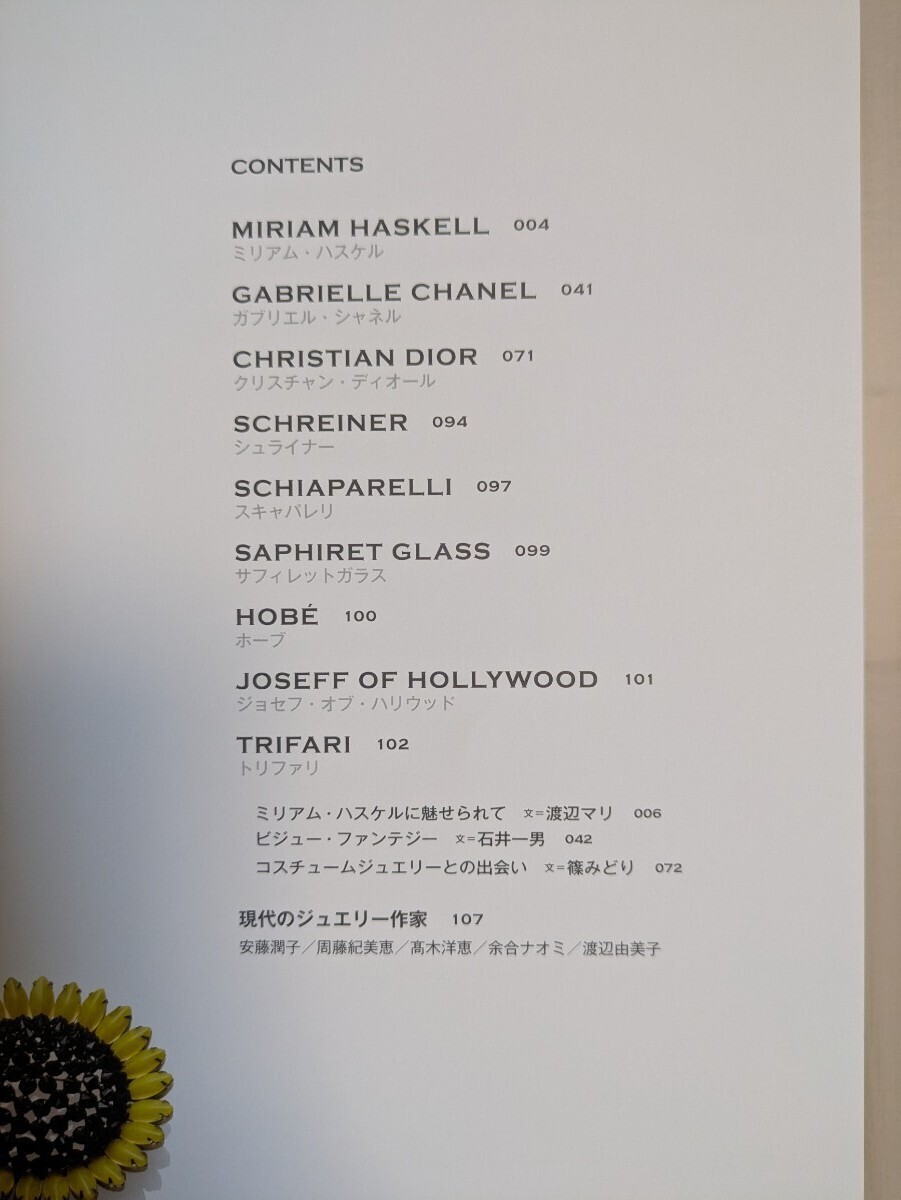 CONTENTS
MIRIAM HASKELL 004
ミリアム・ハスケル
GABRIELLE CHANEL 041
ガブリエル・シャネル
CHRISTIAN DIOR 071
クリスチャン・ディオール
SCHREINER 094
シュライナー
SCHIAPARELLI 097
スキャパレリ
SAPHIRET GLASS 099
サフィレットガラス
HOBÉ 100
ホーブ
JOSEFF OF HOLLYWOOD 101
ジョセフ・オブ・ハリウッド
TRIFARI 102
トリファリ
ミリアム・ハスケルに魅せられて 文=渡辺マリ 006
ビジュー・ファンテジー 文=石井一男 042
コスチュームジュエリーとの出会い 文=篠みどり 072
現代のジュエリー作家 107
安藤潤子／周藤紀美恵／髙木洋恵／余合ナオミ／渡辺由美子